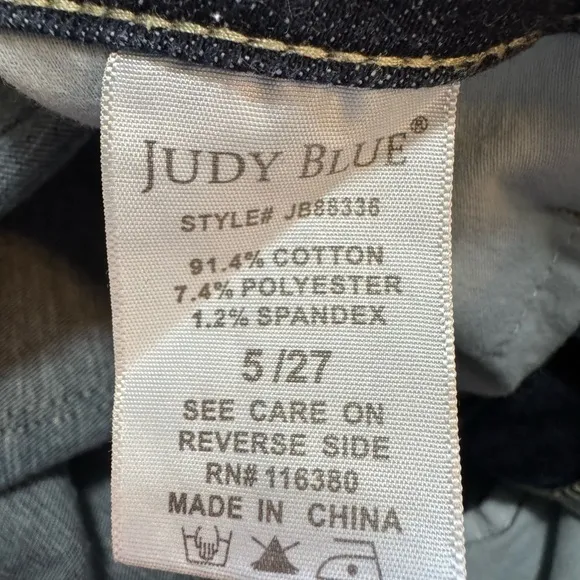 JUDY BLUE®
STYLE# JB86336
91.4% COTTON
7.4% POLYESTER
1.2% SPANDEX
5/27
SEE CARE ON
REVERSE SIDE
RN# 116380
MADE IN CHINA